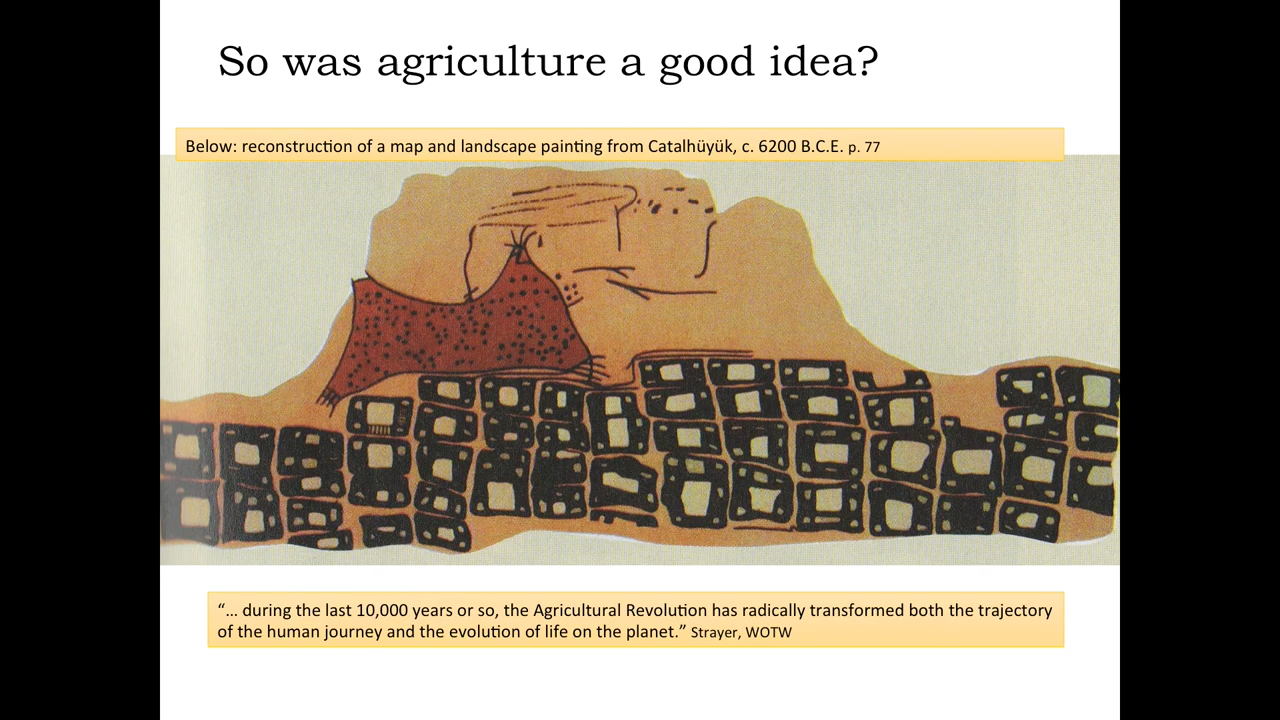 So was agriculture a good idea?
Below: reconstruction of a map and landscape painting from Catalhüyük, c. 6200 B.C.E. p. 77
“... during the last 10,000 years or so, the Agricultural Revolution has radically transformed both the trajectory
of the human journey and the evolution of life on the planet.” Strayer, WOTW